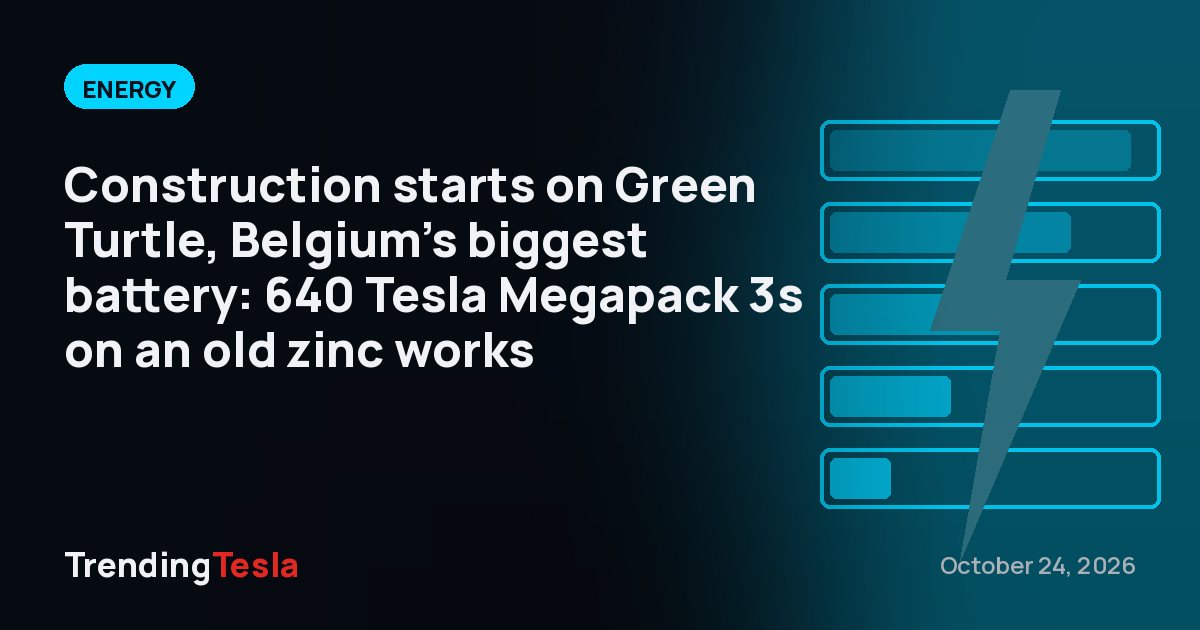 ENERGY
Construction starts on Green
Turtle, Belgium’s biggest
battery: 640 Tesla Megapack 3s
on an old zinc works
TrendingTesla
October 24, 2026